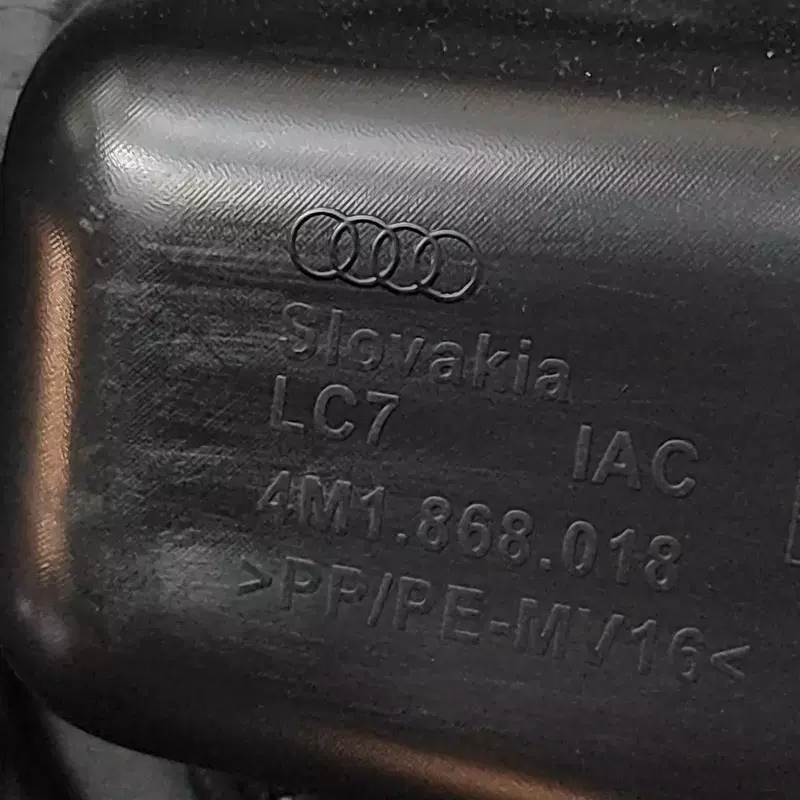 Slovakia
LC7 IAC
4M1.868.018
>PP/PE-MV16<